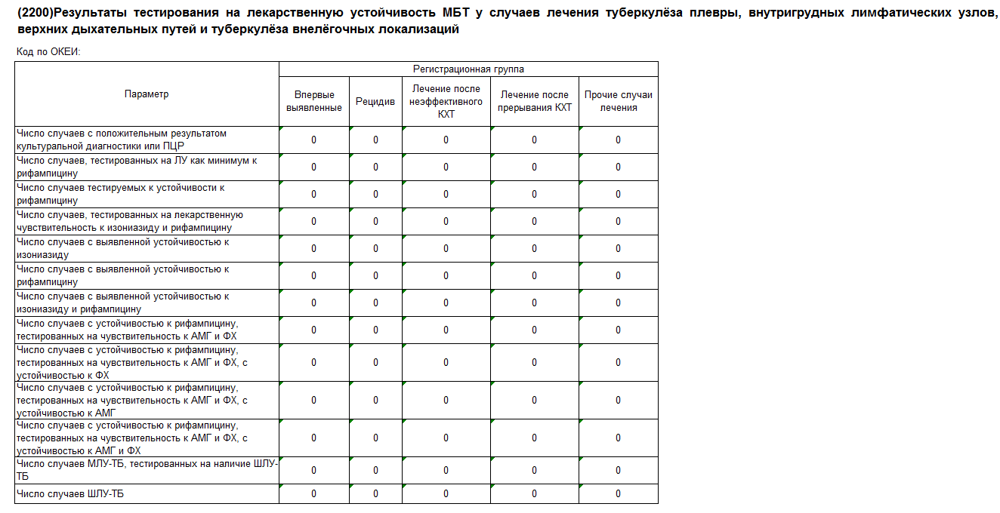 (2200)Результаты тестирования на лекарственную устойчивость МБТ у случаев лечения туберкулёза плевры, внутригрудных лимфатических узлов,
верхних дыхательных путей и туберкулёза внелёгочных локализаций
Код по ОКЕИ:
Параметр
Регистрационная группа
Впервые
выявленные
Рецидив
Лечение после
неэффективного
КХТ
Лечение после
прерывания КХТ
Прочие случаи
лечения
Число случаев с положительным результатом
культуральной диагностики или ПЦР
0 0 0 0 0
Число случаев, тестированных на ЛУ как минимум к
рифампицину
0 0 0 0 0
Число случаев тестируемых к устойчивости к
рифампицину
0 0 0 0 0
Число случаев, тестированных на лекарственную
чувствительность к изониазиду и рифампицину
0 0 0 0 0
Число случаев с выявленной устойчивостью к
изониазиду
0 0 0 0 0
Число случаев с выявленной устойчивостью к
рифампицину
0 0 0 0 0
Число случаев с выявленной устойчивостью к
изониазиду и рифампицину
0 0 0 0 0
Число случаев с устойчивостью к рифампицину,
тестированных на чувствительность к АМГ и ФХ
0 0 0 0 0
Число случаев с устойчивостью к рифампицину,
тестированных на чувствительность к АМГ и ФХ, с
устойчивостью к ФХ
0 0 0 0 0
Число случаев с устойчивостью к рифампицину,
тестированных на чувствительность к АМГ и ФХ, с
устойчивостью к АМГ
0 0 0 0 0
Число случаев с устойчивостью к рифампицину,
тестированных на чувствительность к АМГ и ФХ, с
устойчивостью к АМГ и ФХ
0 0 0 0 0
Число случаев МЛУ-ТБ, тестированных на наличие ШЛУ-
ТБ
0 0 0 0 0
Число случаев ШЛУ-ТБ
0 0 0 0 0